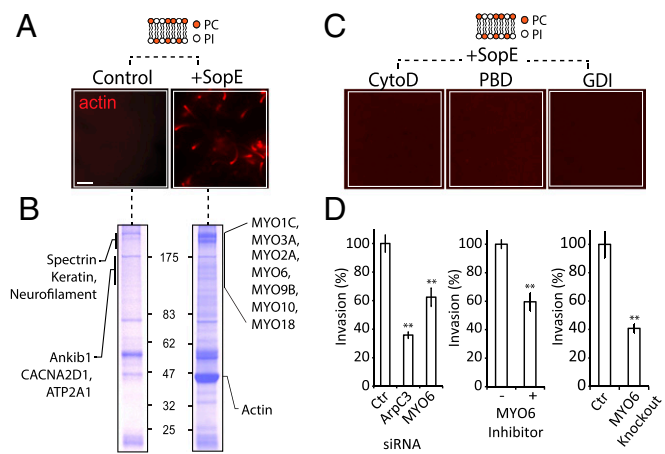 A
PC
PI
Control
+SopE
actin
B
Spectrin
Keratin,
Neurofilament
Ankib1
CACNA2D1,
ATP2A1
175
83
62
47
32
25
MYO1C,
MYO3A,
MYO2A,
MYO6,
MYO9B,
MYO10,
MYO18
Actin
C
PC
PI
+SopE
CytoD
PBD
GDI
D
Invasion (%)
100
80
60
40
20
0
**
**
Ctr
ArpC3
MYO6
siRNA
Invasion (%)
100
80
60
40
20
0
**
- +
MYO6
Inhibitor
Invasion (%)
100
80
60
40
20
0
**
Ctr
MYO6
Knockout